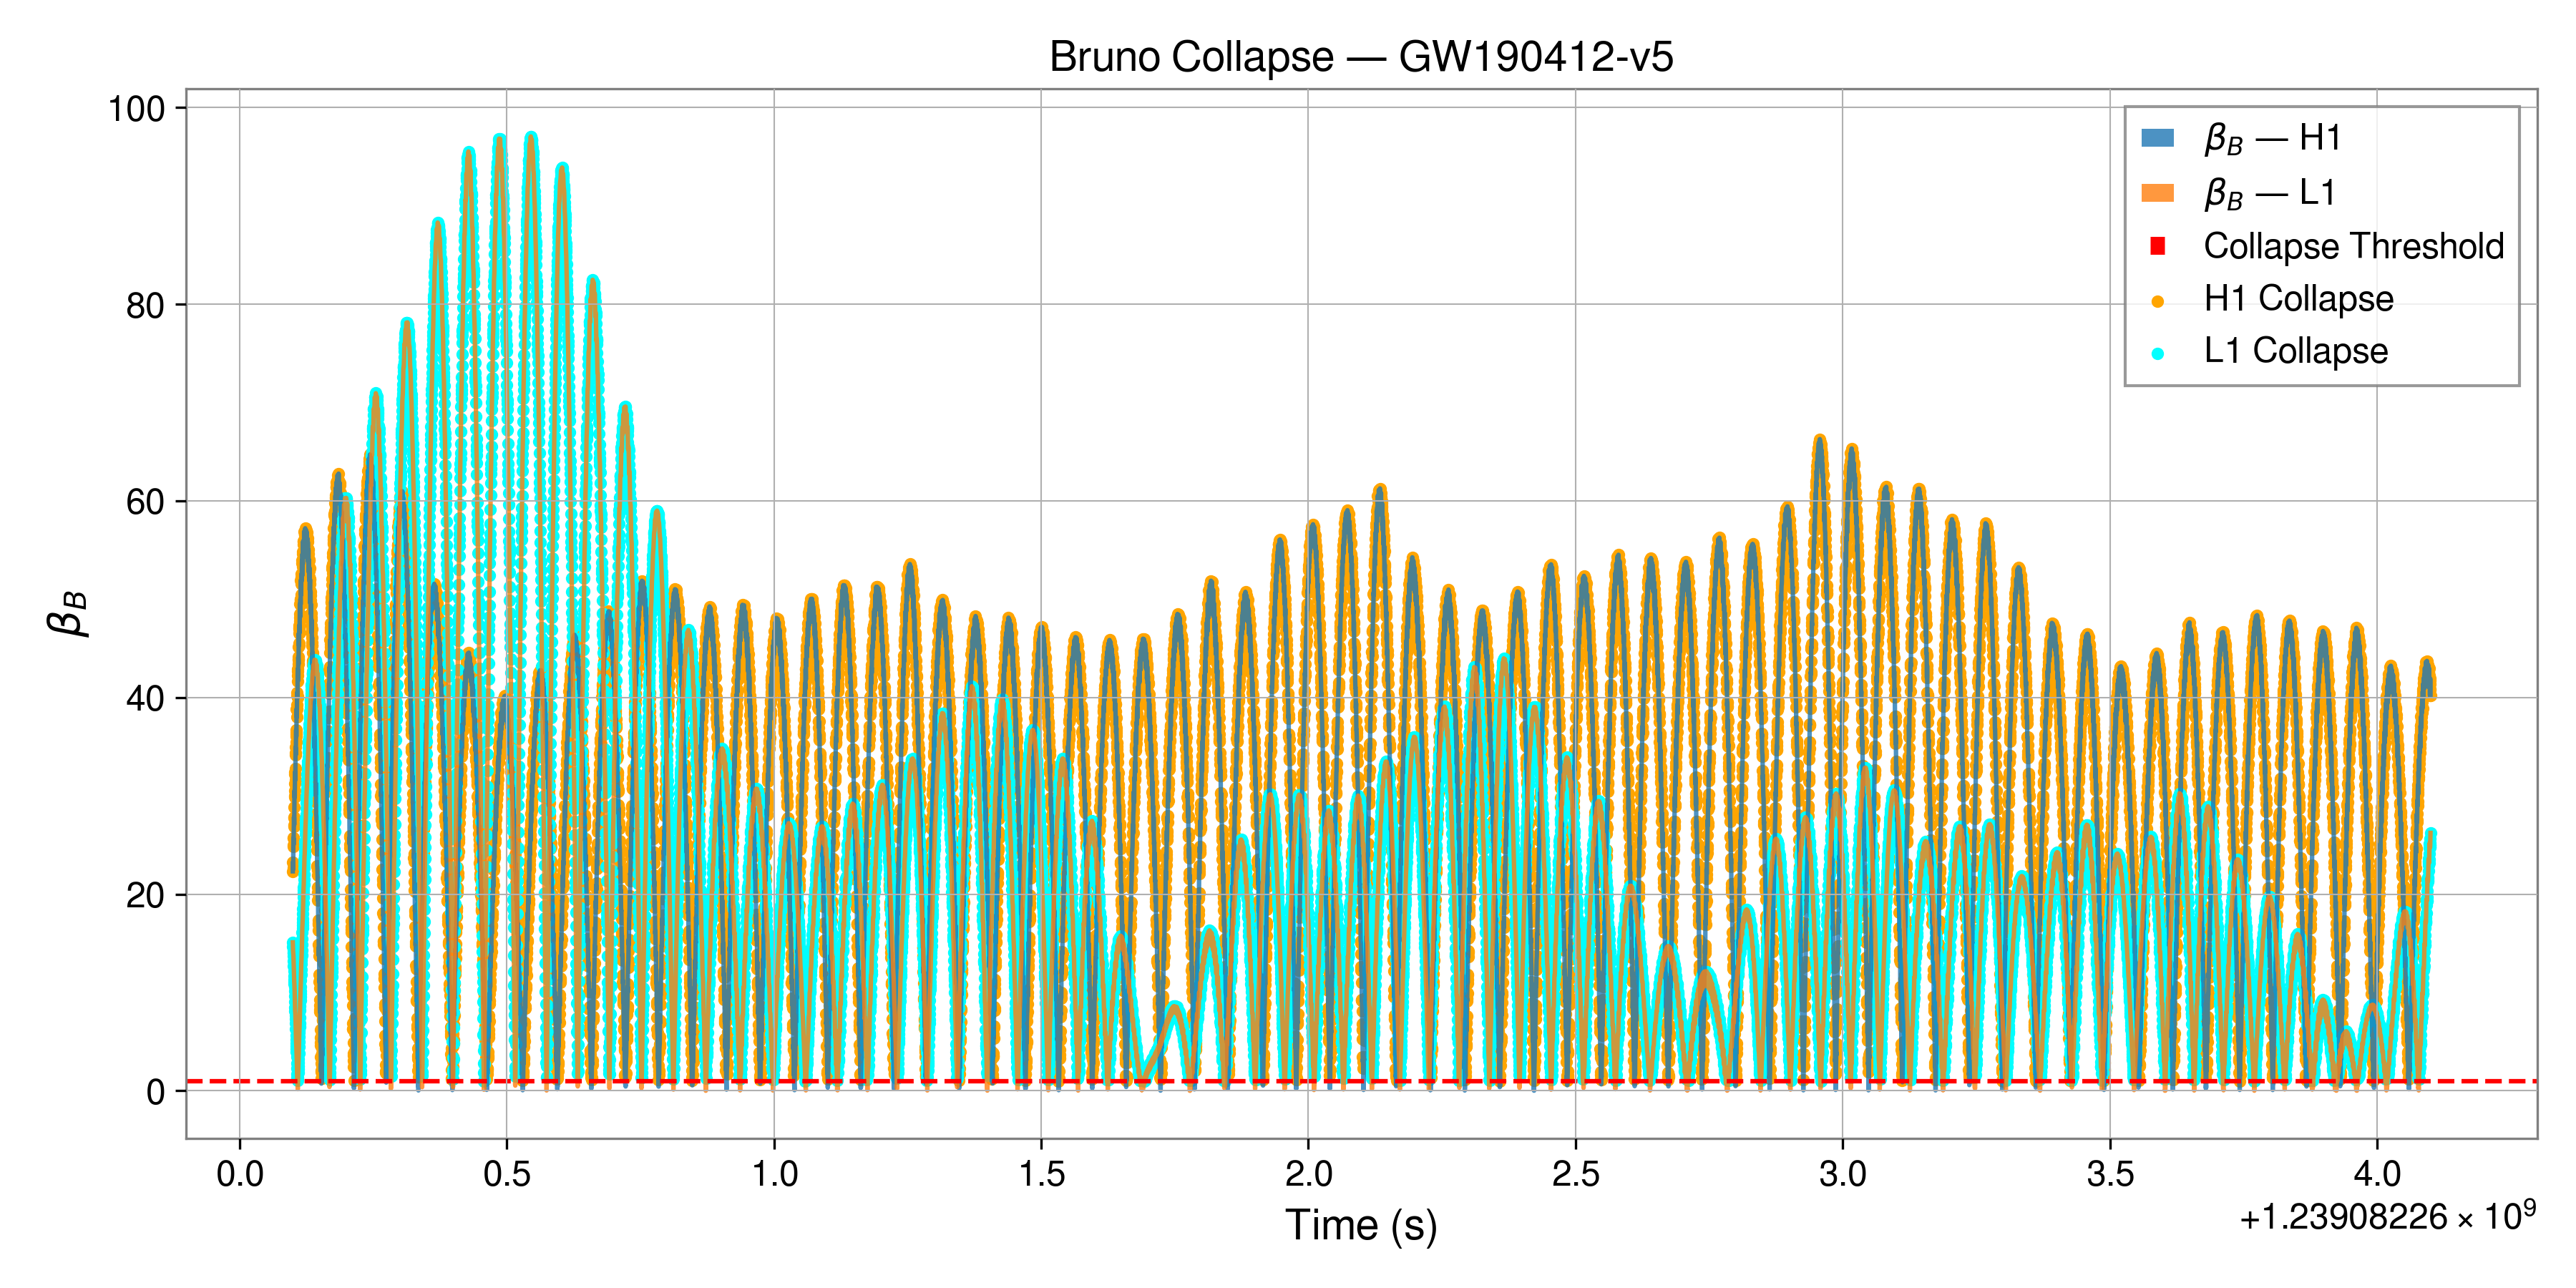 Bruno Collapse — GW190412-v5
100
80
60
40
20
0
β_B
β_B — H1
β_B — L1
Collapse Threshold
H1 Collapse
L1 Collapse
0.0 0.5 1.0 1.5 2.0 2.5 3.0 3.5 4.0
+1.23908226 × 10⁹
Time (s)